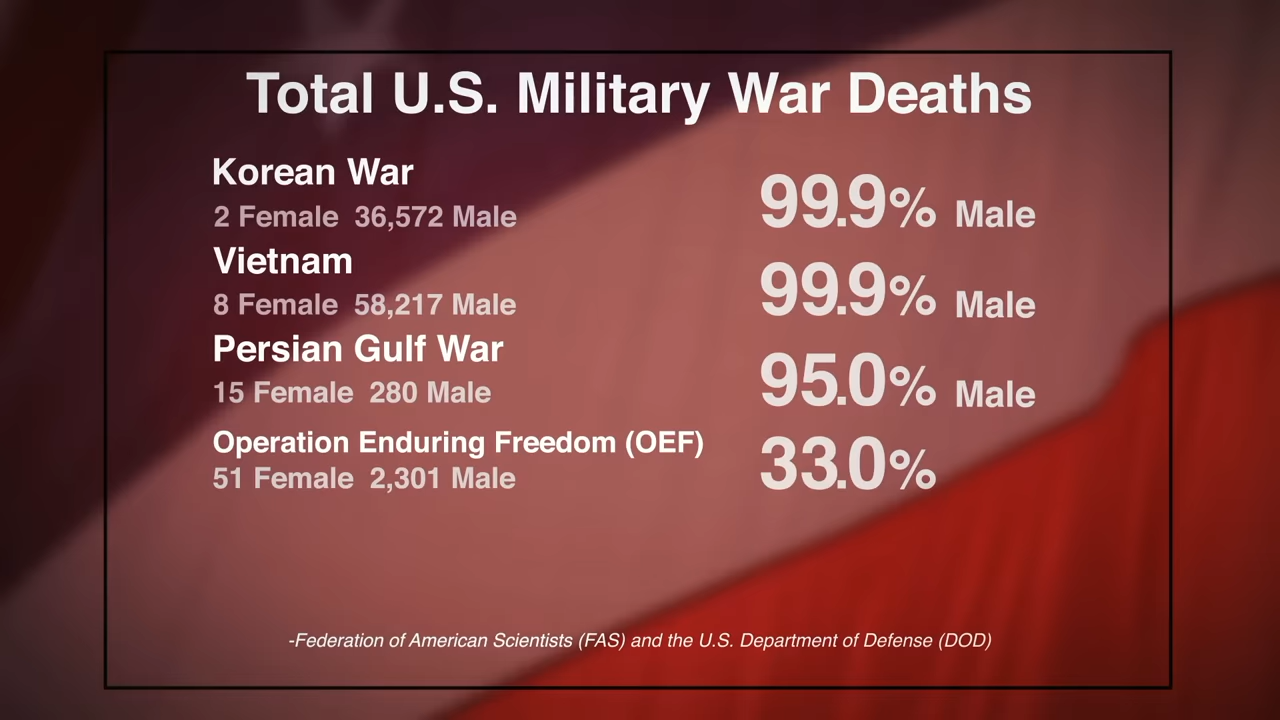 Total U.S. Military War Deaths
Korean War
2 Female 36,572 Male
99.9% Male
Vietnam
8 Female 58,217 Male
99.9% Male
Persian Gulf War
15 Female 280 Male
95.0% Male
Operation Enduring Freedom (OEF)
51 Female 2,301 Male
33.0%
-Federation of American Scientists (FAS) and the U.S. Department of Defense (DOD)